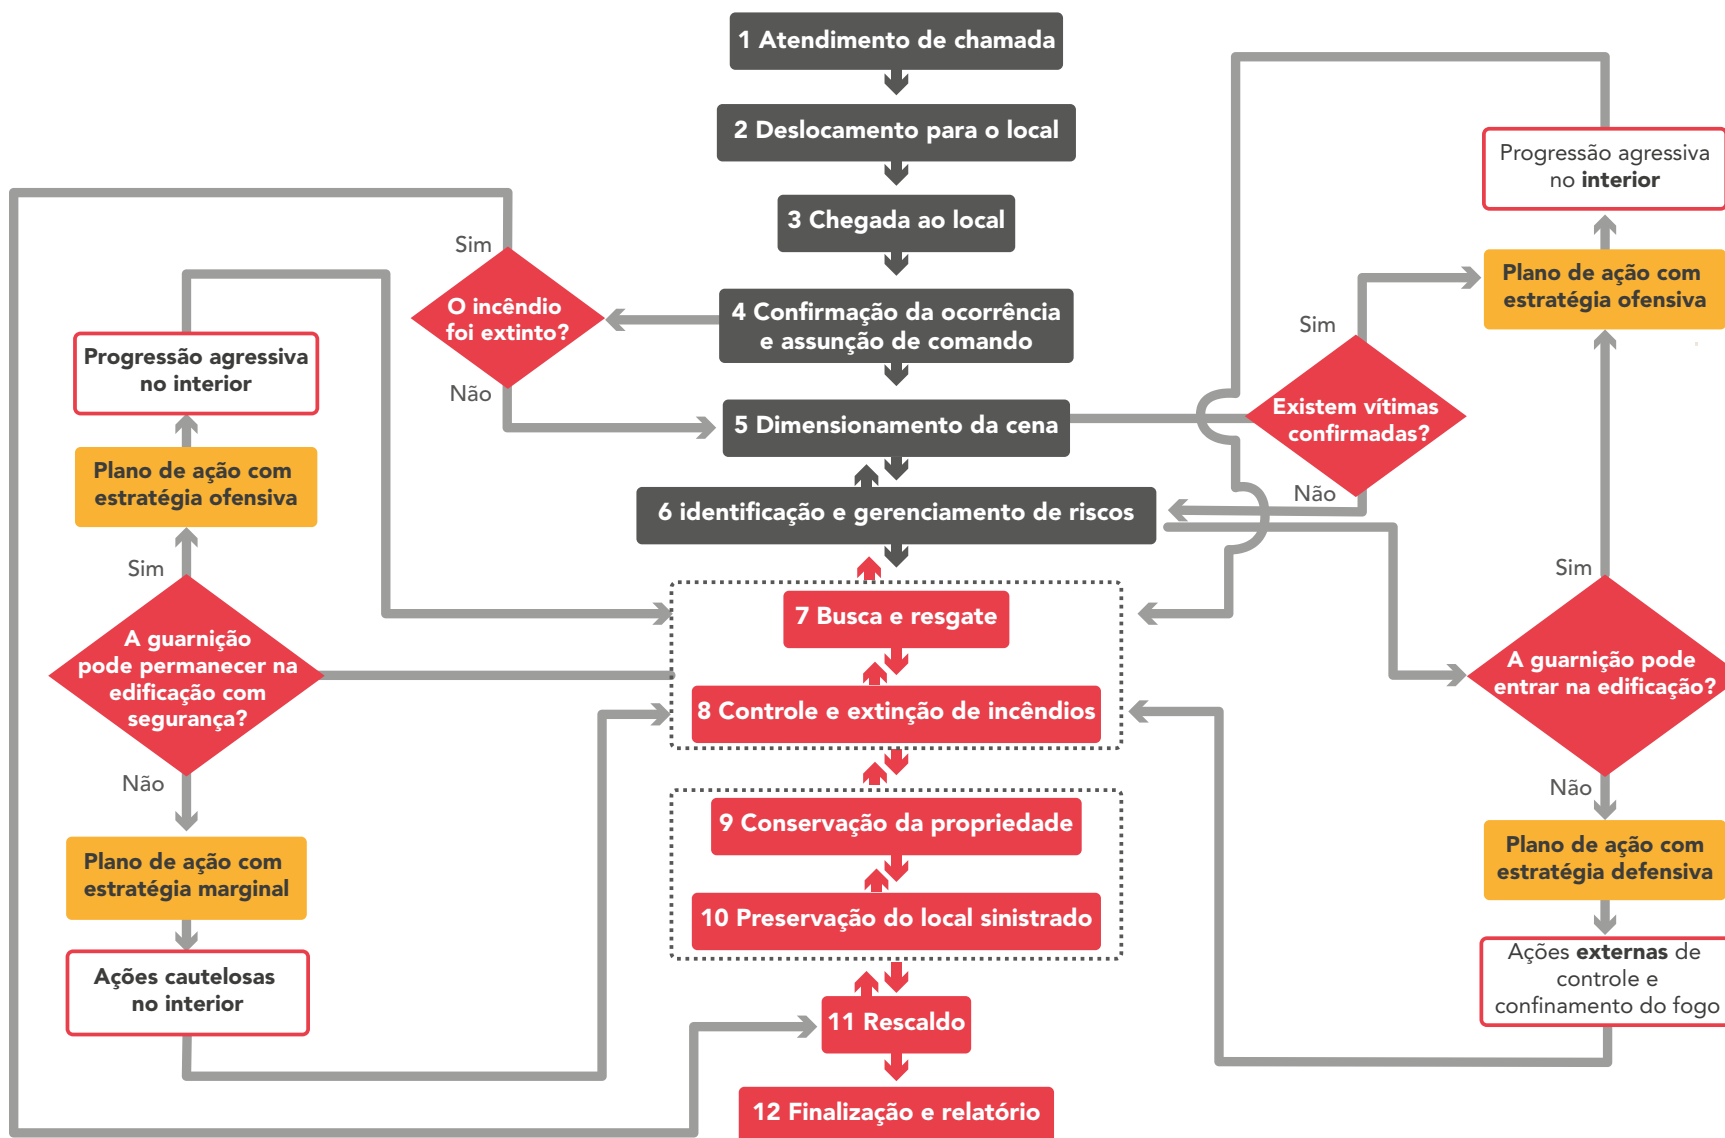 1 Atendimento de chamada
2 Deslocamento para o local
3 Chegada ao local
4 Confirmação da ocorrência
e assunção de comando
5 Dimensionamento da cena
6 identificação e gerenciamento de riscos
7 Busca e resgate
8 Controle e extinção de incêndios
9 Conservação da propriedade
10 Preservação do local sinistrado
11 Rescaldo
12 Finalização e relatório
Sim
O incêndio
foi extinto?
Não
Progressão agressiva
no interior
Plano de ação com
estratégia ofensiva
Sim
A guarnição
pode permanecer na
edificação com
segurança?
Não
Plano de ação com
estratégia marginal
Ações cautelosas
no interior
Progressão agressiva
no interior
Plano de ação com
estratégia ofensiva
Sim
Existem vítimas
confirmadas?
Não
Sim
A guarnição pode
entrar na edificação?
Não
Plano de ação com
estratégia defensiva
Ações externas de
controle e
confinamento do fogo